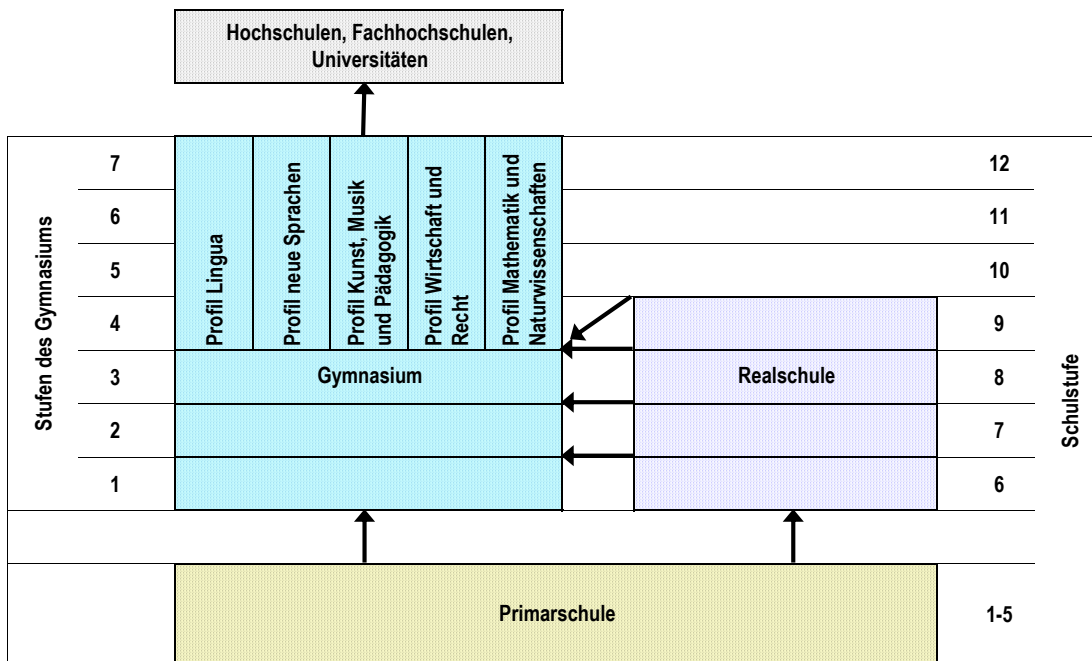 Hochschulen, Fachhochschulen,
Universitäten
Stufen des Gymnasiums
7
6
5
4
3
2
1
Profil Lingua
Profil neue Sprachen
Profil Kunst, Musik
und Pädagogik
Profil Wirtschaft und
Recht
Profil Mathematik und
Naturwissenschaften
Gymnasium
Realschule
12
11
10
9
8
7
6
Schulstufe
Primarschule
1-5